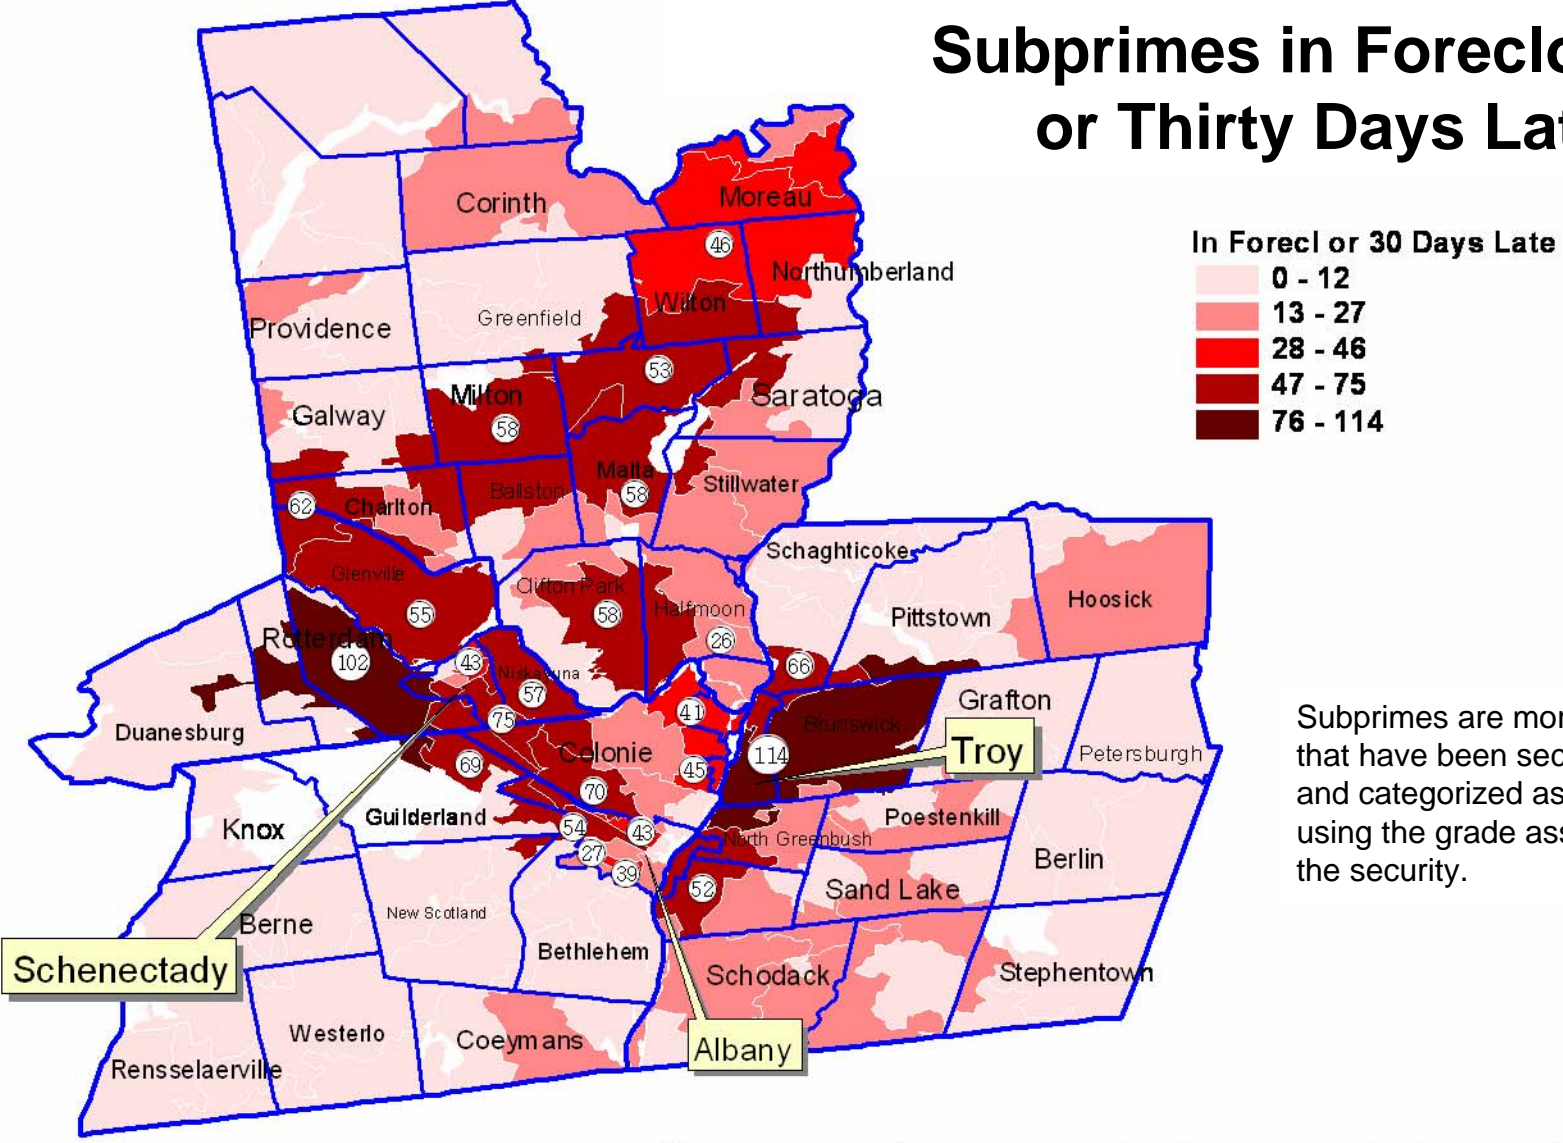 Subprimes in Foreclo
or Thirty Days Lat
In Forecl or 30 Days Late
0 - 12
13 - 27
28 - 46
47 - 75
76 - 114
Corinth
Moreau
46
Northumberland
Wilton
Greenfield
Providence
53
Milton
Saratoga
Galway
58
Malta
Stillwater
Ballston
58
62
Charlton
Schaghticoke
Glenville
Clifton Park
Hoosick
Halfmoon
55
58
Pittstown
Rotterdam
26
102
43
66
Niskayuna
57
Grafton
41
75
Brunswick
Duanesburg
Colonie
Troy
Petersburgh
114
69
45
70
Guilderland
Poestenkill
Knox
54
43
North Greenbush
27
Berlin
39
52
Sand Lake
New Scotland
Berne
Bethlehem
Schenectady
Schodack
Stephentown
Westerlo
Coeymans
Albany
Rensselaerville
Subprimes are mor
that have been sec
and categorized as
using the grade ass
the security.